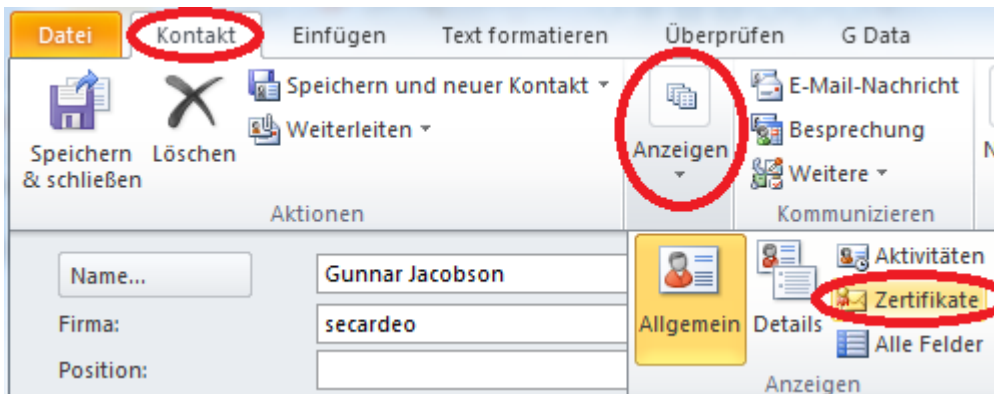 Datei Kontakt Einfügen Text formatieren Überprüfen G Data
Speichern
& schließen
Löschen
Speichern und neuer Kontakt
Weiterleiten
Aktionen
Anzeigen
E-Mail-Nachricht
Besprechung
Weitere
Kommunizieren
N
Name... Gunnar Jacobson
Firma: secardeo
Position:
Allgemein
Details
Aktivitäten
Zertifikate
Alle Felder
Anzeigen